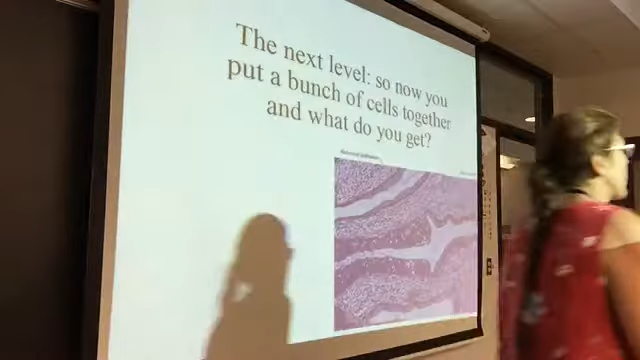 The next level: so now you
put a bunch of cells together
and what do you get?